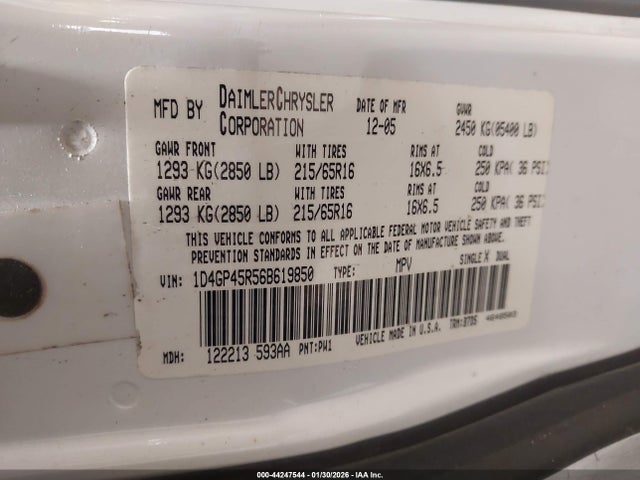 MFD BY DAIMLERCHRYSLER CORPORATION DATE OF MFR 12-05 GVWR 2450 KG(05400 LB)
GAWR FRONT WITH TIRES RIMS AT COLD
1293 KG(2850 LB) 215/65R16 16X6.5 250 KPA( 36 PSI)
GAWR REAR WITH TIRES RIMS AT COLD
1293 KG(2850 LB) 215/65R16 16X6.5 250 KPA( 36 PSI)
THIS VEHICLE CONFORMS TO ALL APPLICABLE FEDERAL MOTOR VEHICLE SAFETY AND THEFT
PREVENTION STANDARDS IN EFFECT ON THE DATE OF MANUFACTURE SHOWN ABOVE.
VIN: 1D4GP45R56B619850 TYPE: MPV SINGLE X DUAL
MDH: 122213 593AA PNT:PW1 VEHICLE MADE IN U.S.A. TRM:D7DS
000-44247544 - 01/30/2026 - IAA Inc.